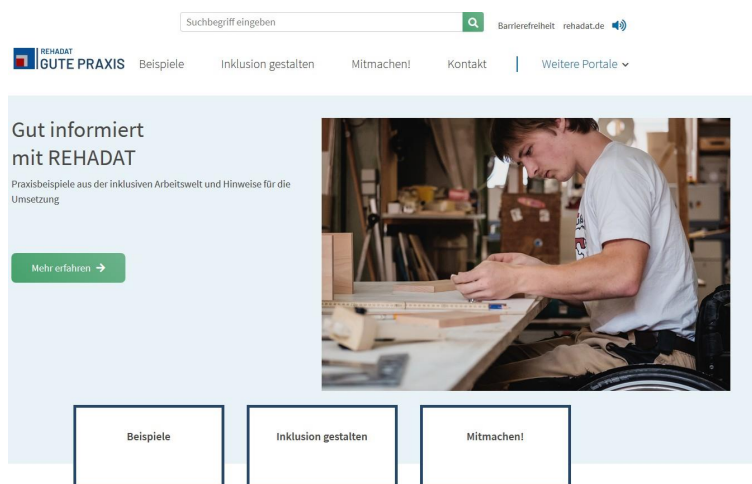 Suchbegriff eingeben
Barrierefreiheit rehadat.de
REHADAT
GUTE PRAXIS Beispiele Inklusion gestalten Mitmachen! Kontakt Weitere Portale
Gut informiert
mit REHADAT
Praxisbeispiele aus der inklusiven Arbeitswelt und Hinweise für die
Umsetzung
Mehr erfahren →
Beispiele Inklusion gestalten Mitmachen!